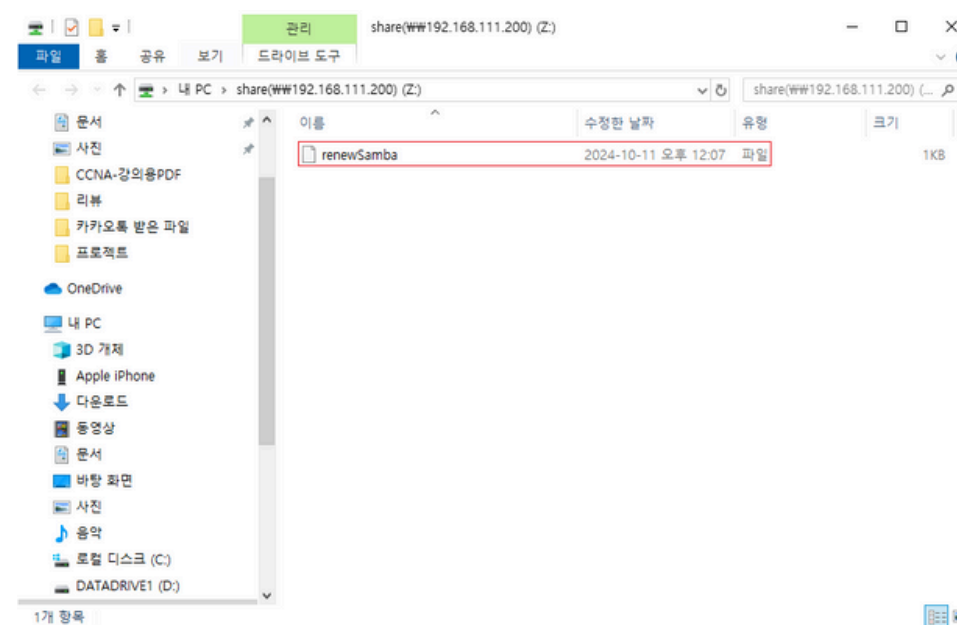 관리
share(₩₩192.168.111.200) (Z:)
파일 홈 공유 보기 드라이브 도구
내 PC > share(₩₩192.168.111.200) (Z:)
share(₩₩192.168.111.200) (...
문서
사진
CCNA-강의용PDF
리뷰
카카오톡 받은 파일
프로젝트
OneDrive
내 PC
3D 개체
Apple iPhone
다운로드
동영상
문서
바탕 화면
사진
음악
로컬 디스크 (C:)
DATADRIVE1 (D:)
이름 수정한 날짜 유형 크기
renewSamba 2024-10-11 오후 12:07 파일 1KB
1개 항목